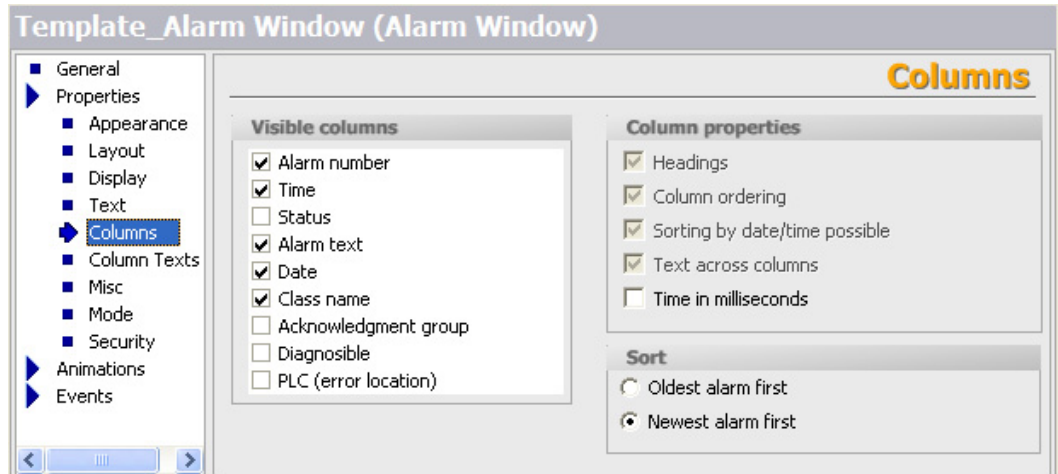 Template_Alarm Window (Alarm Window)
General
Properties
Appearance
Layout
Display
Text
Columns
Column Texts
Misc
Mode
Security
Animations
Events
Columns
Visible columns
Alarm number
Time
Status
Alarm text
Date
Class name
Acknowledgment group
Diagnosible
PLC (error location)
Column properties
Headings
Column ordering
Sorting by date/time possible
Text across columns
Time in milliseconds
Sort
Oldest alarm first
Newest alarm first